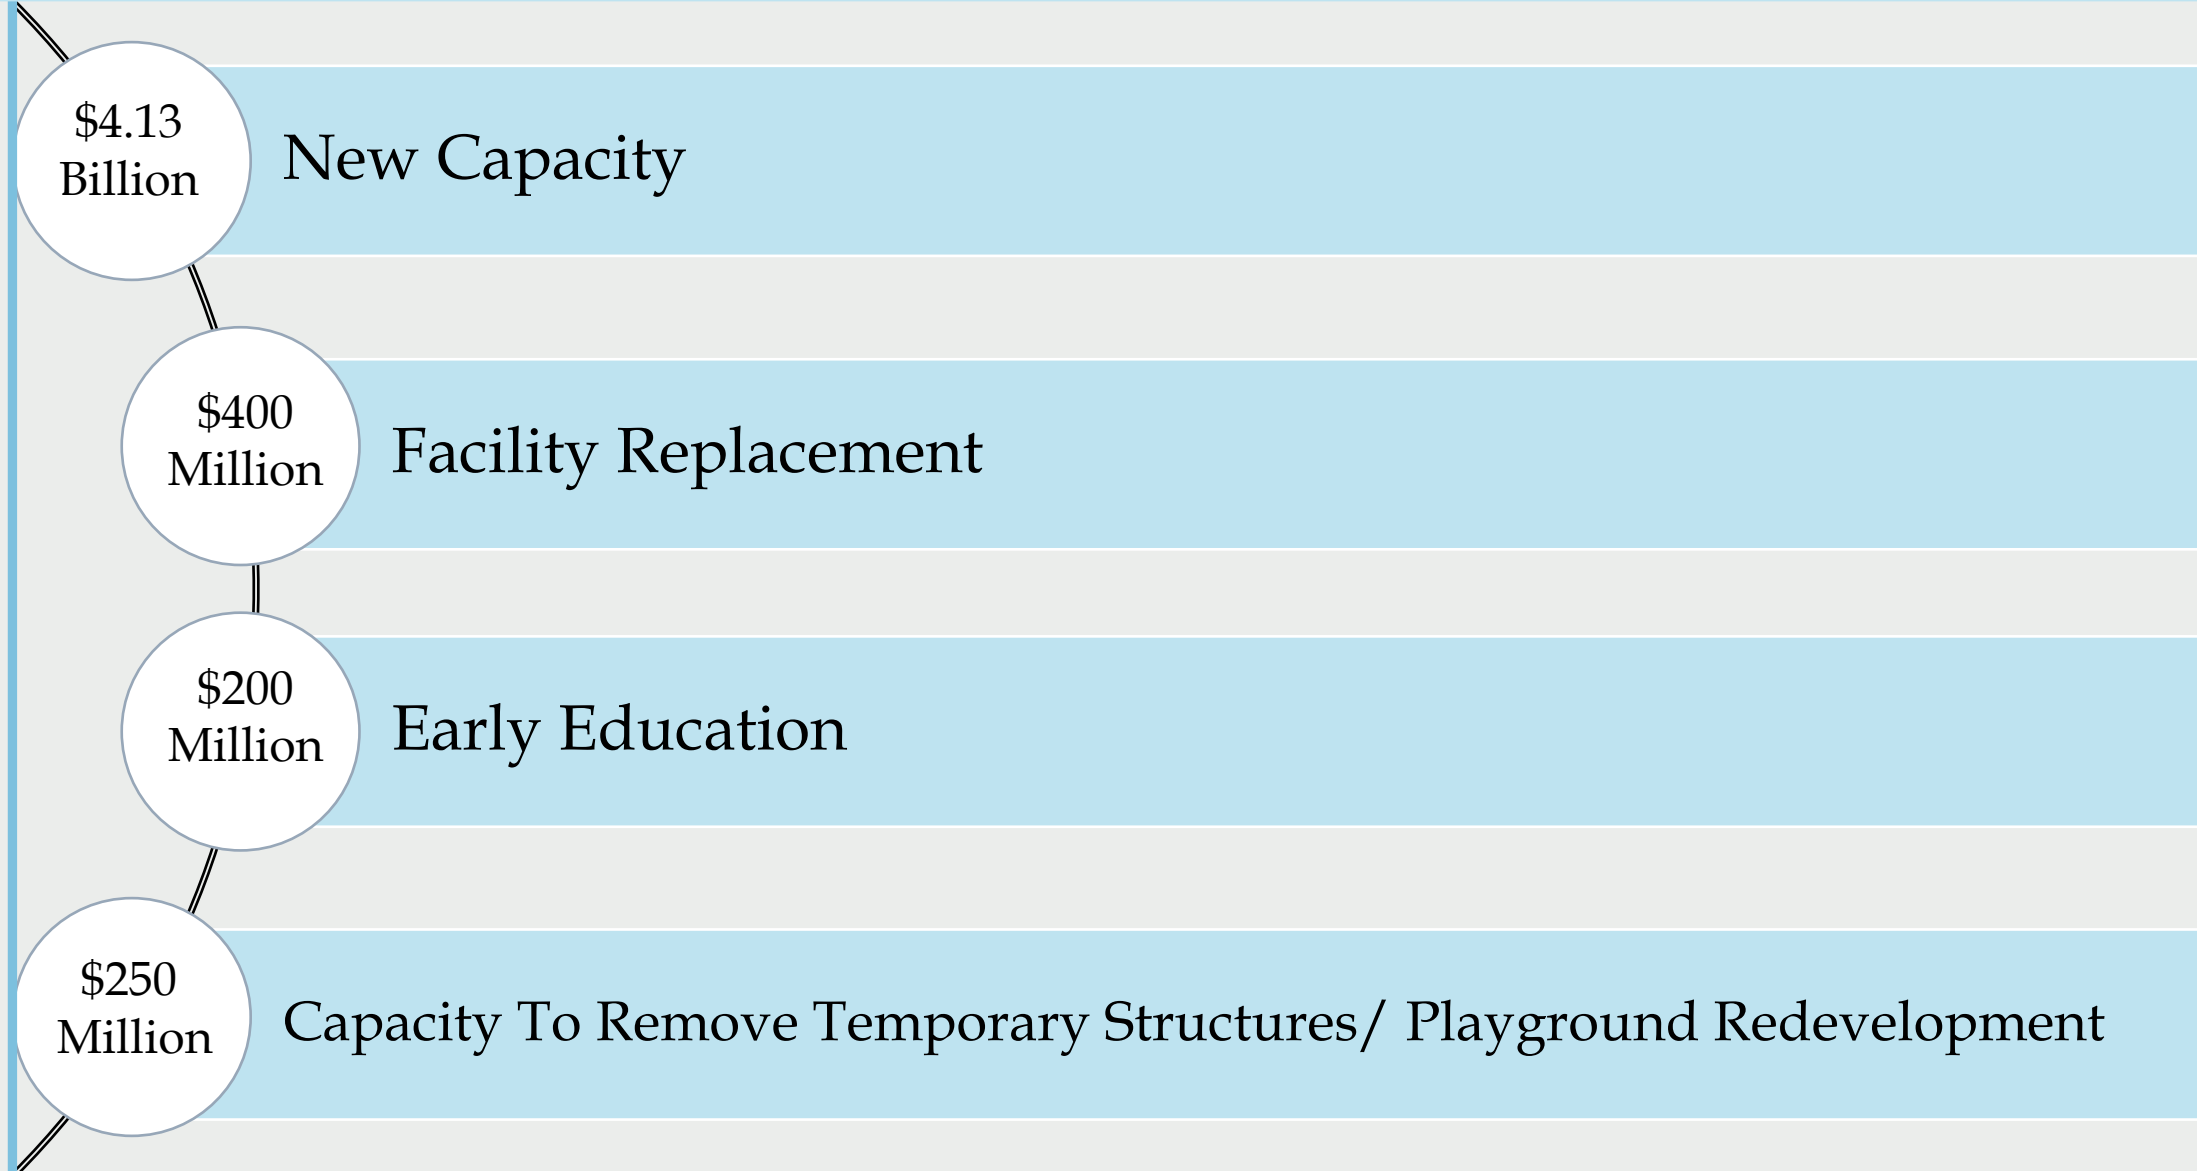 $4.13
Billion
New Capacity
$400
Million
Facility Replacement
$200
Million
Early Education
$250
Million
Capacity To Remove Temporary Structures/ Playground Redevelopment